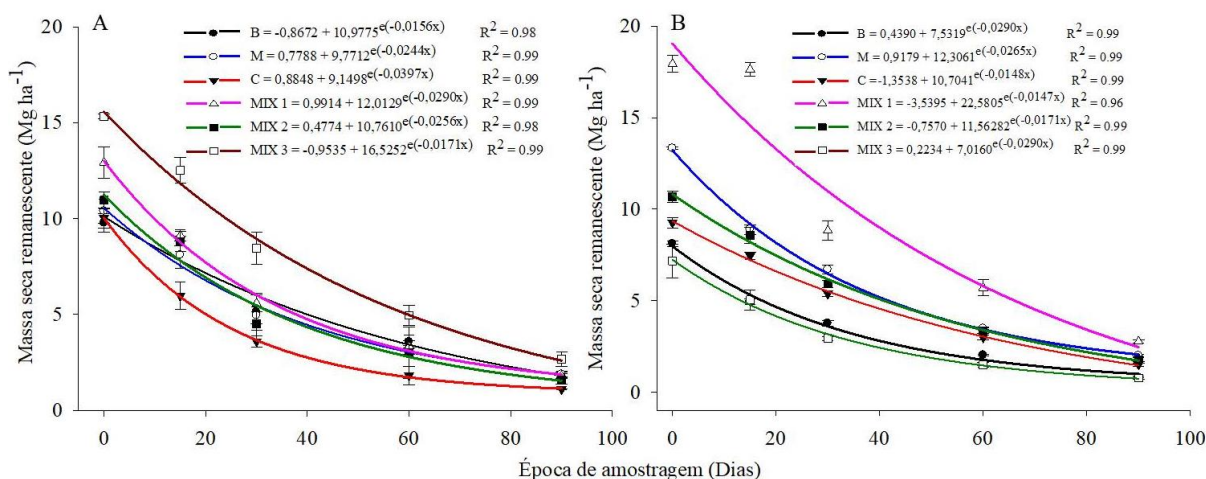 A
B = -0,8672 + 10,9775e(-0,0156x) R2 = 0.98
M = 0,7788 + 9,7712e(-0,0244x) R2 = 0.99
C = 0,8848 + 9,1498e(-0,0397x) R2 = 0.99
MIX 1 = 0,9914 + 12,0129e(-0,0290x) R2 = 0.99
MIX 2 = 0,4774 + 10,7610e(-0,0256x) R2 = 0.98
MIX 3 = -0,9535 + 16,5252e(-0,0171x) R2 = 0.99
Massa seca remanescente (Mg ha-1)
20
15
10
5
0
0 20 40 60 80 100
B
B = 0,4390 + 7,5319e(-0,0290x) R2 = 0.99
M = 0,9179 + 12,3061e(-0,0265x) R2 = 0.99
C = -1,3538 + 10,7041e(-0,0148x) R2 = 0.99
MIX 1 = -3,5395 + 22,5805e(-0,0147x) R2 = 0.96
MIX 2 = -0,7570 + 11,56282e(-0,0171x) R2 = 0.99
MIX 3 = 0,2234 + 7,0160e(-0,0290x) R2 = 0.99
Massa seca remanescente (Mg ha-1)
20
15
10
5
0
0 20 40 60 80 100
Época de amostragem (Dias)